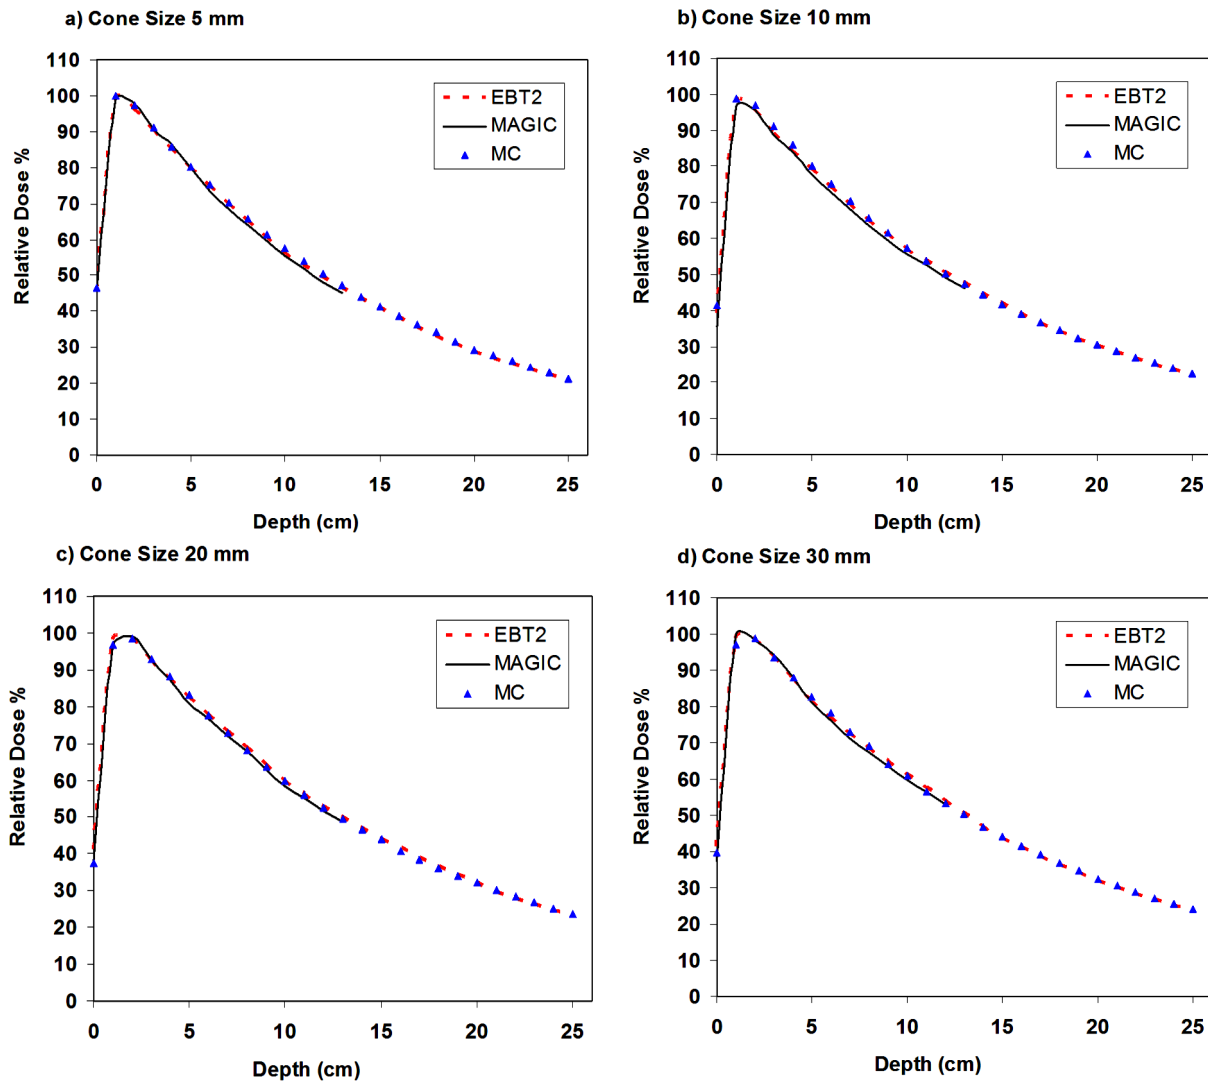 a) Cone Size 5 mm
110
100
90
80
70
60
50
40
30
20
10
0
Relative Dose %
EBT2
MAGIC
MC
0 5 10 15 20 25
Depth (cm)
b) Cone Size 10 mm
110
100
90
80
70
60
50
40
30
20
10
0
Relative Dose %
EBT2
MAGIC
MC
0 5 10 15 20 25
Depth (cm)
c) Cone Size 20 mm
110
100
90
80
70
60
50
40
30
20
10
0
Relative Dose %
EBT2
MAGIC
MC
0 5 10 15 20 25
Depth (cm)
d) Cone Size 30 mm
110
100
90
80
70
60
50
40
30
20
10
0
Relative Dose %
EBT2
MAGIC
MC
0 5 10 15 20 25
Depth (cm)